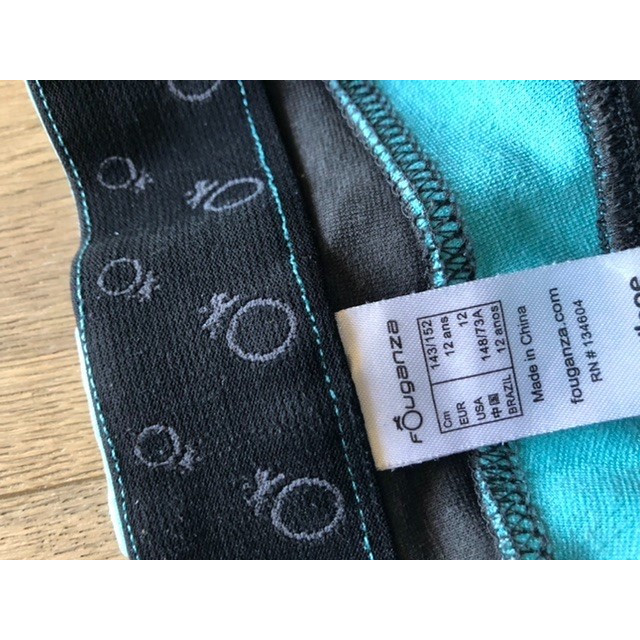 fOuganza
Cm 143/152
EUR 12 ans
USA 12
中国 148/73A
BRAZIL 12 anos
Made in China
fouganza.com
RN # 134604